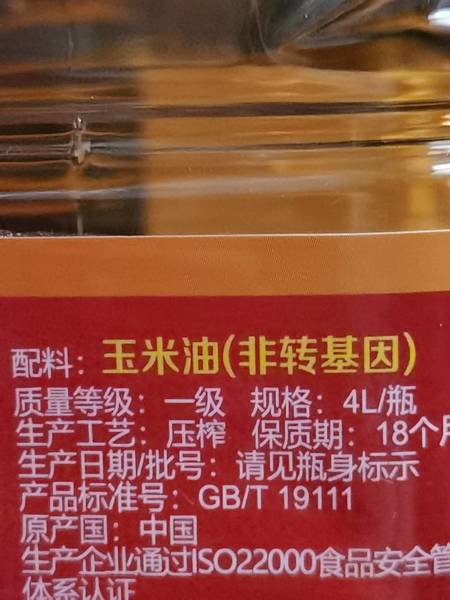 配料：玉米油(非转基因)
质量等级：一级 规格：4L/瓶
生产工艺：压榨 保质期：18个月
生产日期/批号：请见瓶身标示
产品标准号：GB/T 19111
原产国：中国
生产企业通过ISO22000食品安全管
体系认证